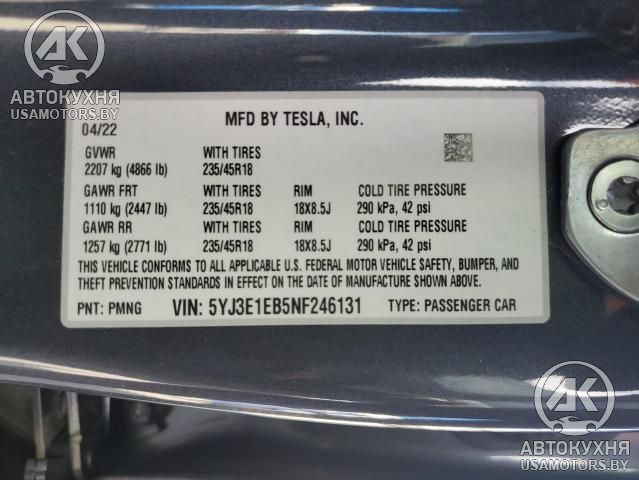 АК
АВТОКУХНЯ
USAMOTORS.BY
04/22 MFD BY TESLA, INC.
GVWR WITH TIRES
2207 kg (4866 lb) 235/45R18
GAWR FRT WITH TIRES RIM COLD TIRE PRESSURE
1110 kg (2447 lb) 235/45R18 18X8.5J 290 kPa, 42 psi
GAWR RR WITH TIRES RIM COLD TIRE PRESSURE
1257 kg (2771 lb) 235/45R18 18X8.5J 290 kPa, 42 psi
THIS VEHICLE CONFORMS TO ALL APPLICABLE U.S. FEDERAL MOTOR VEHICLE SAFETY, BUMPER, AND
THEFT PREVENTION STANDARDS IN EFFECT ON THE DATE OF MANUFACTURE SHOWN ABOVE.
PNT: PMNG VIN: 5YJ3E1EB5NF246131 TYPE: PASSENGER CAR
АК
АВТОКУХНЯ
USAMOTORS.BY